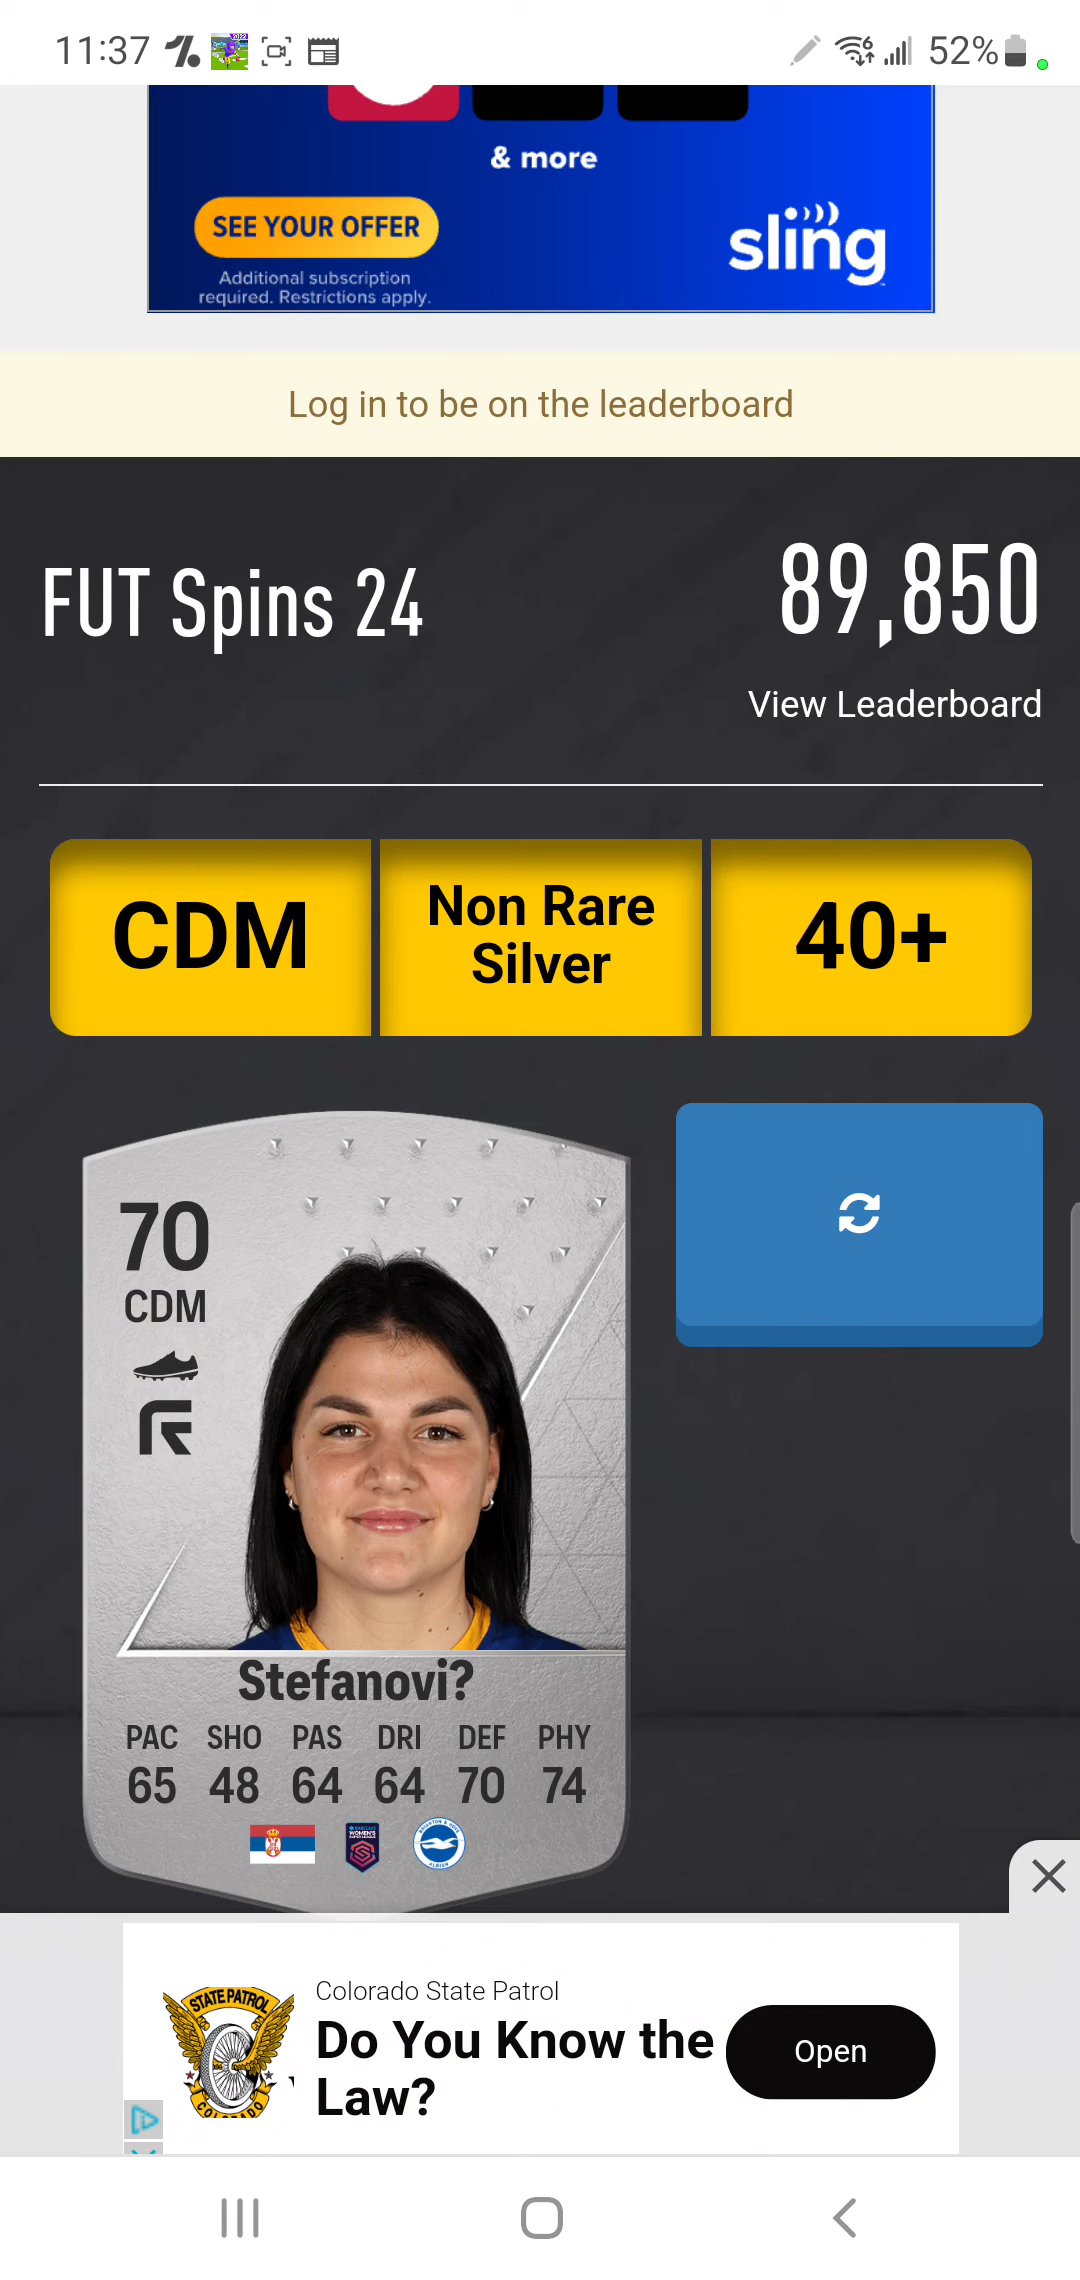 11:37
52%
& more
SEE YOUR OFFER
sling
Additional subscription
required. Restrictions apply.
Log in to be on the leaderboard
FUT Spins 24
89,850
View Leaderboard
CDM
Non Rare
Silver
40+
70
CDM
Stefanovi?
PAC SHO PAS DRI DEF PHY
65 48 64 64 70 74
STATE PATROL
COLORADO
Colorado State Patrol
Do You Know the
Law?
Open